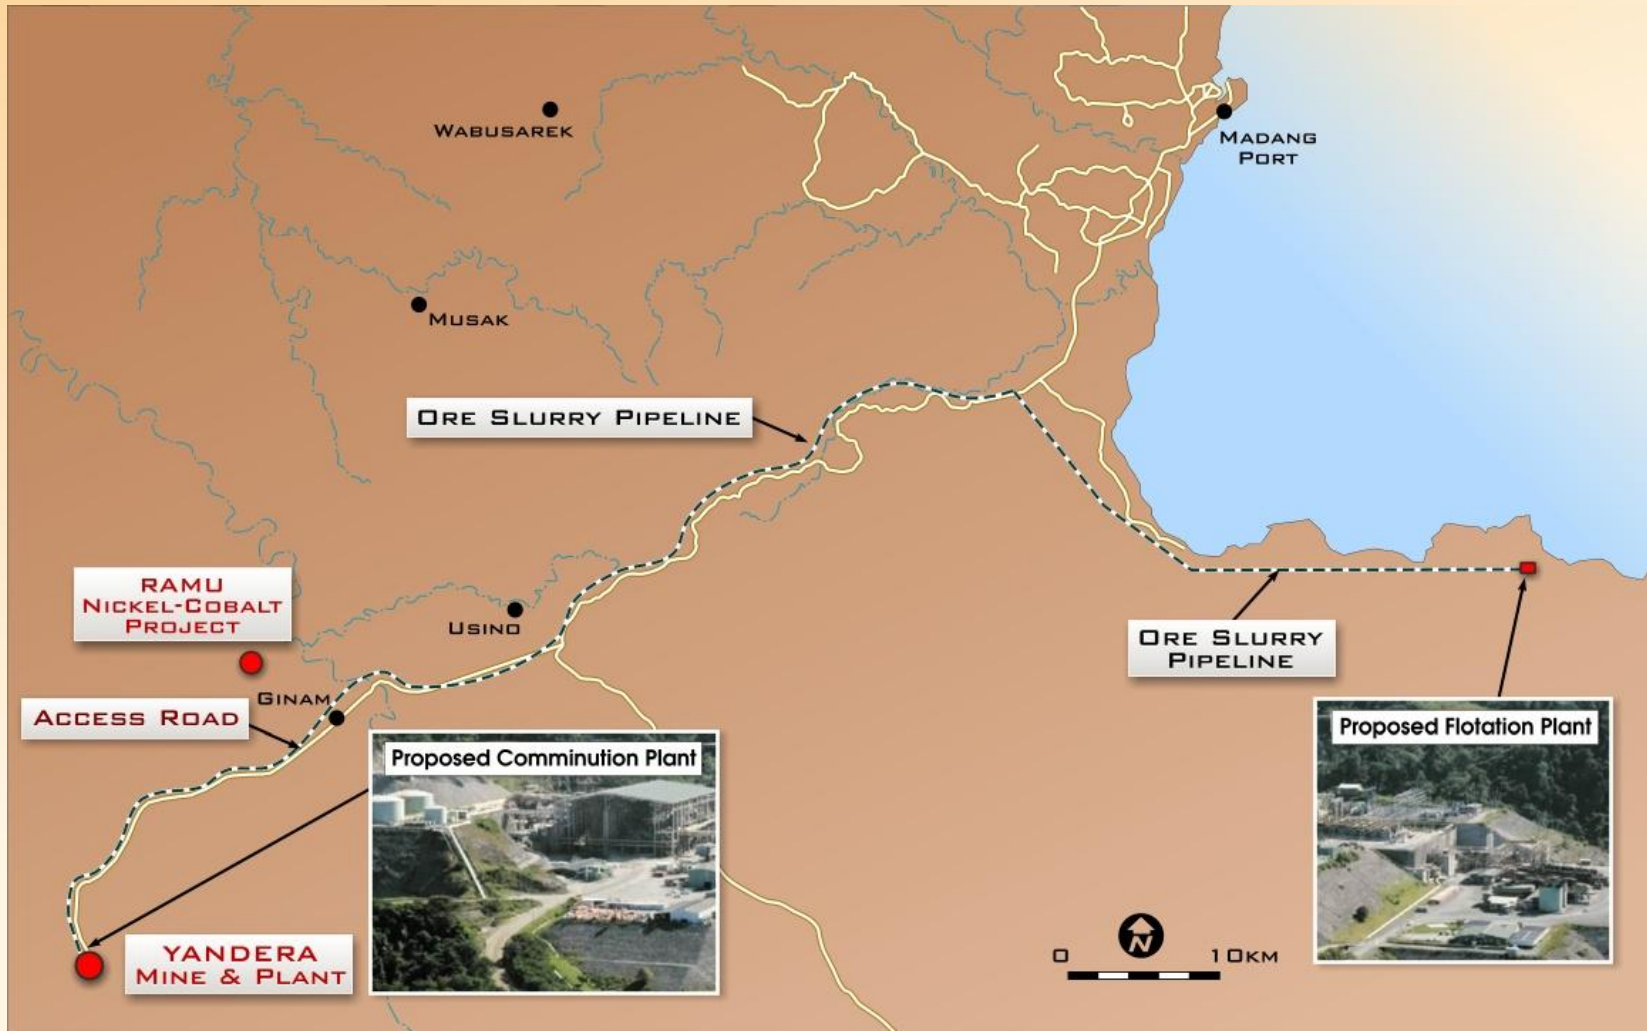 WABUSAREK
MADANG
PORT
MUSAK
ORE SLURRY PIPELINE
RAMU
NICKEL-COBALT
PROJECT
USINO
ORE SLURRY
PIPELINE
GINAM
ACCESS ROAD
Proposed Comminution Plant
Proposed Flotation Plant
YANDERA
MINE & PLANT
N
0 10KM